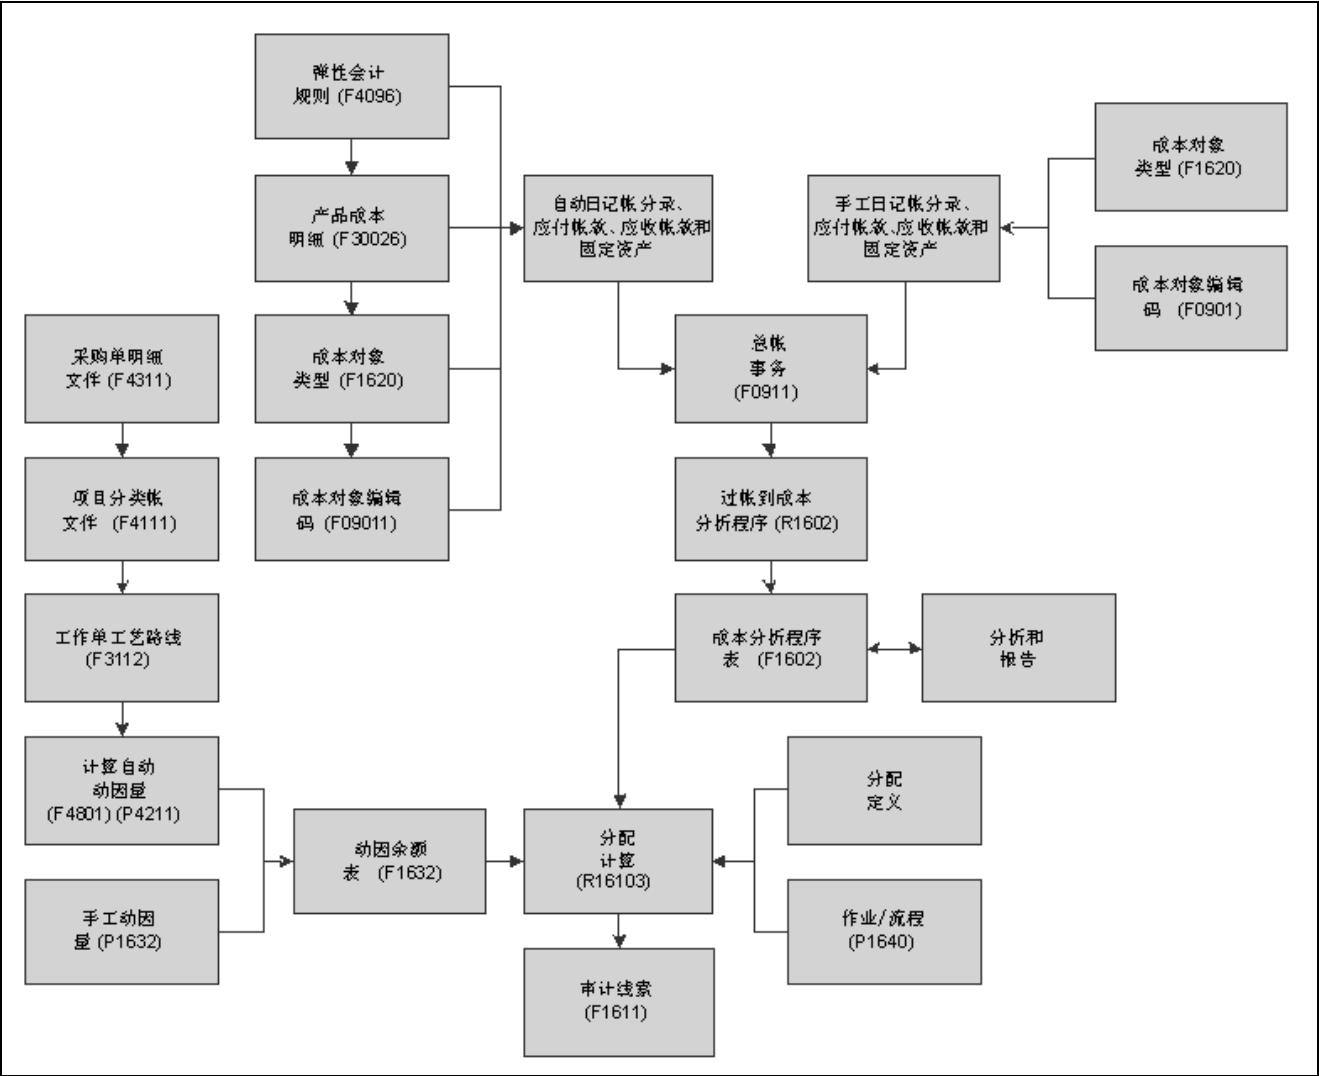 弹性会计
规则 (F4096)
产品成本
明细 (F30026)
自动日记帐分录、
应付帐款、应收帐款和
固定资产
手工日记帐分录、
应付帐款、应收帐款和
固定资产
成本对象
类型 (F1620)
成本对象编辑
码 (F0901)
采购单明细
文件 (F4311)
成本对象
类型 (F1620)
总帐
事务
(F0911)
项目分类帐
文件 (F4111)
成本对象编辑
码 (F09011)
过帐到成本
分析程序 (R1602)
工作单工艺路线
(F3112)
成本分析程序
表 (F1602)
分析和
报告
计算自动
动因量
(F4801) (P4211)
动因余额
表 (F1632)
分配
计算
(R16103)
分配
定义
手工动因
量 (P1632)
作业/流程
(P1640)
审计线索
(F1611)